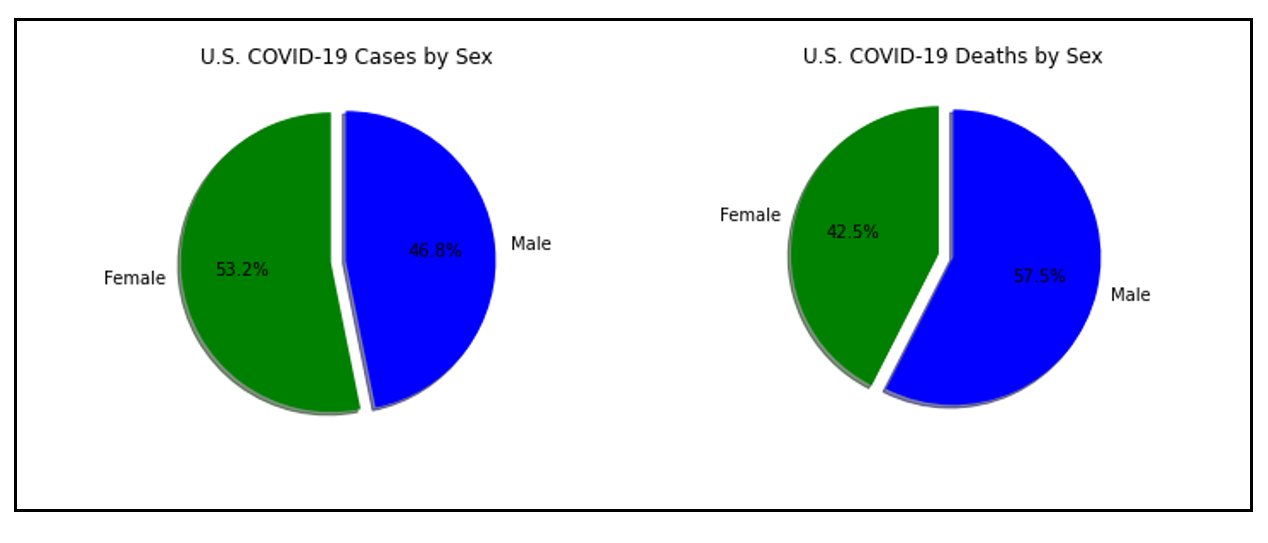 U.S. COVID-19 Cases by Sex
Female
53.2%
46.8%
Male
U.S. COVID-19 Deaths by Sex
Female
42.5%
57.5%
Male